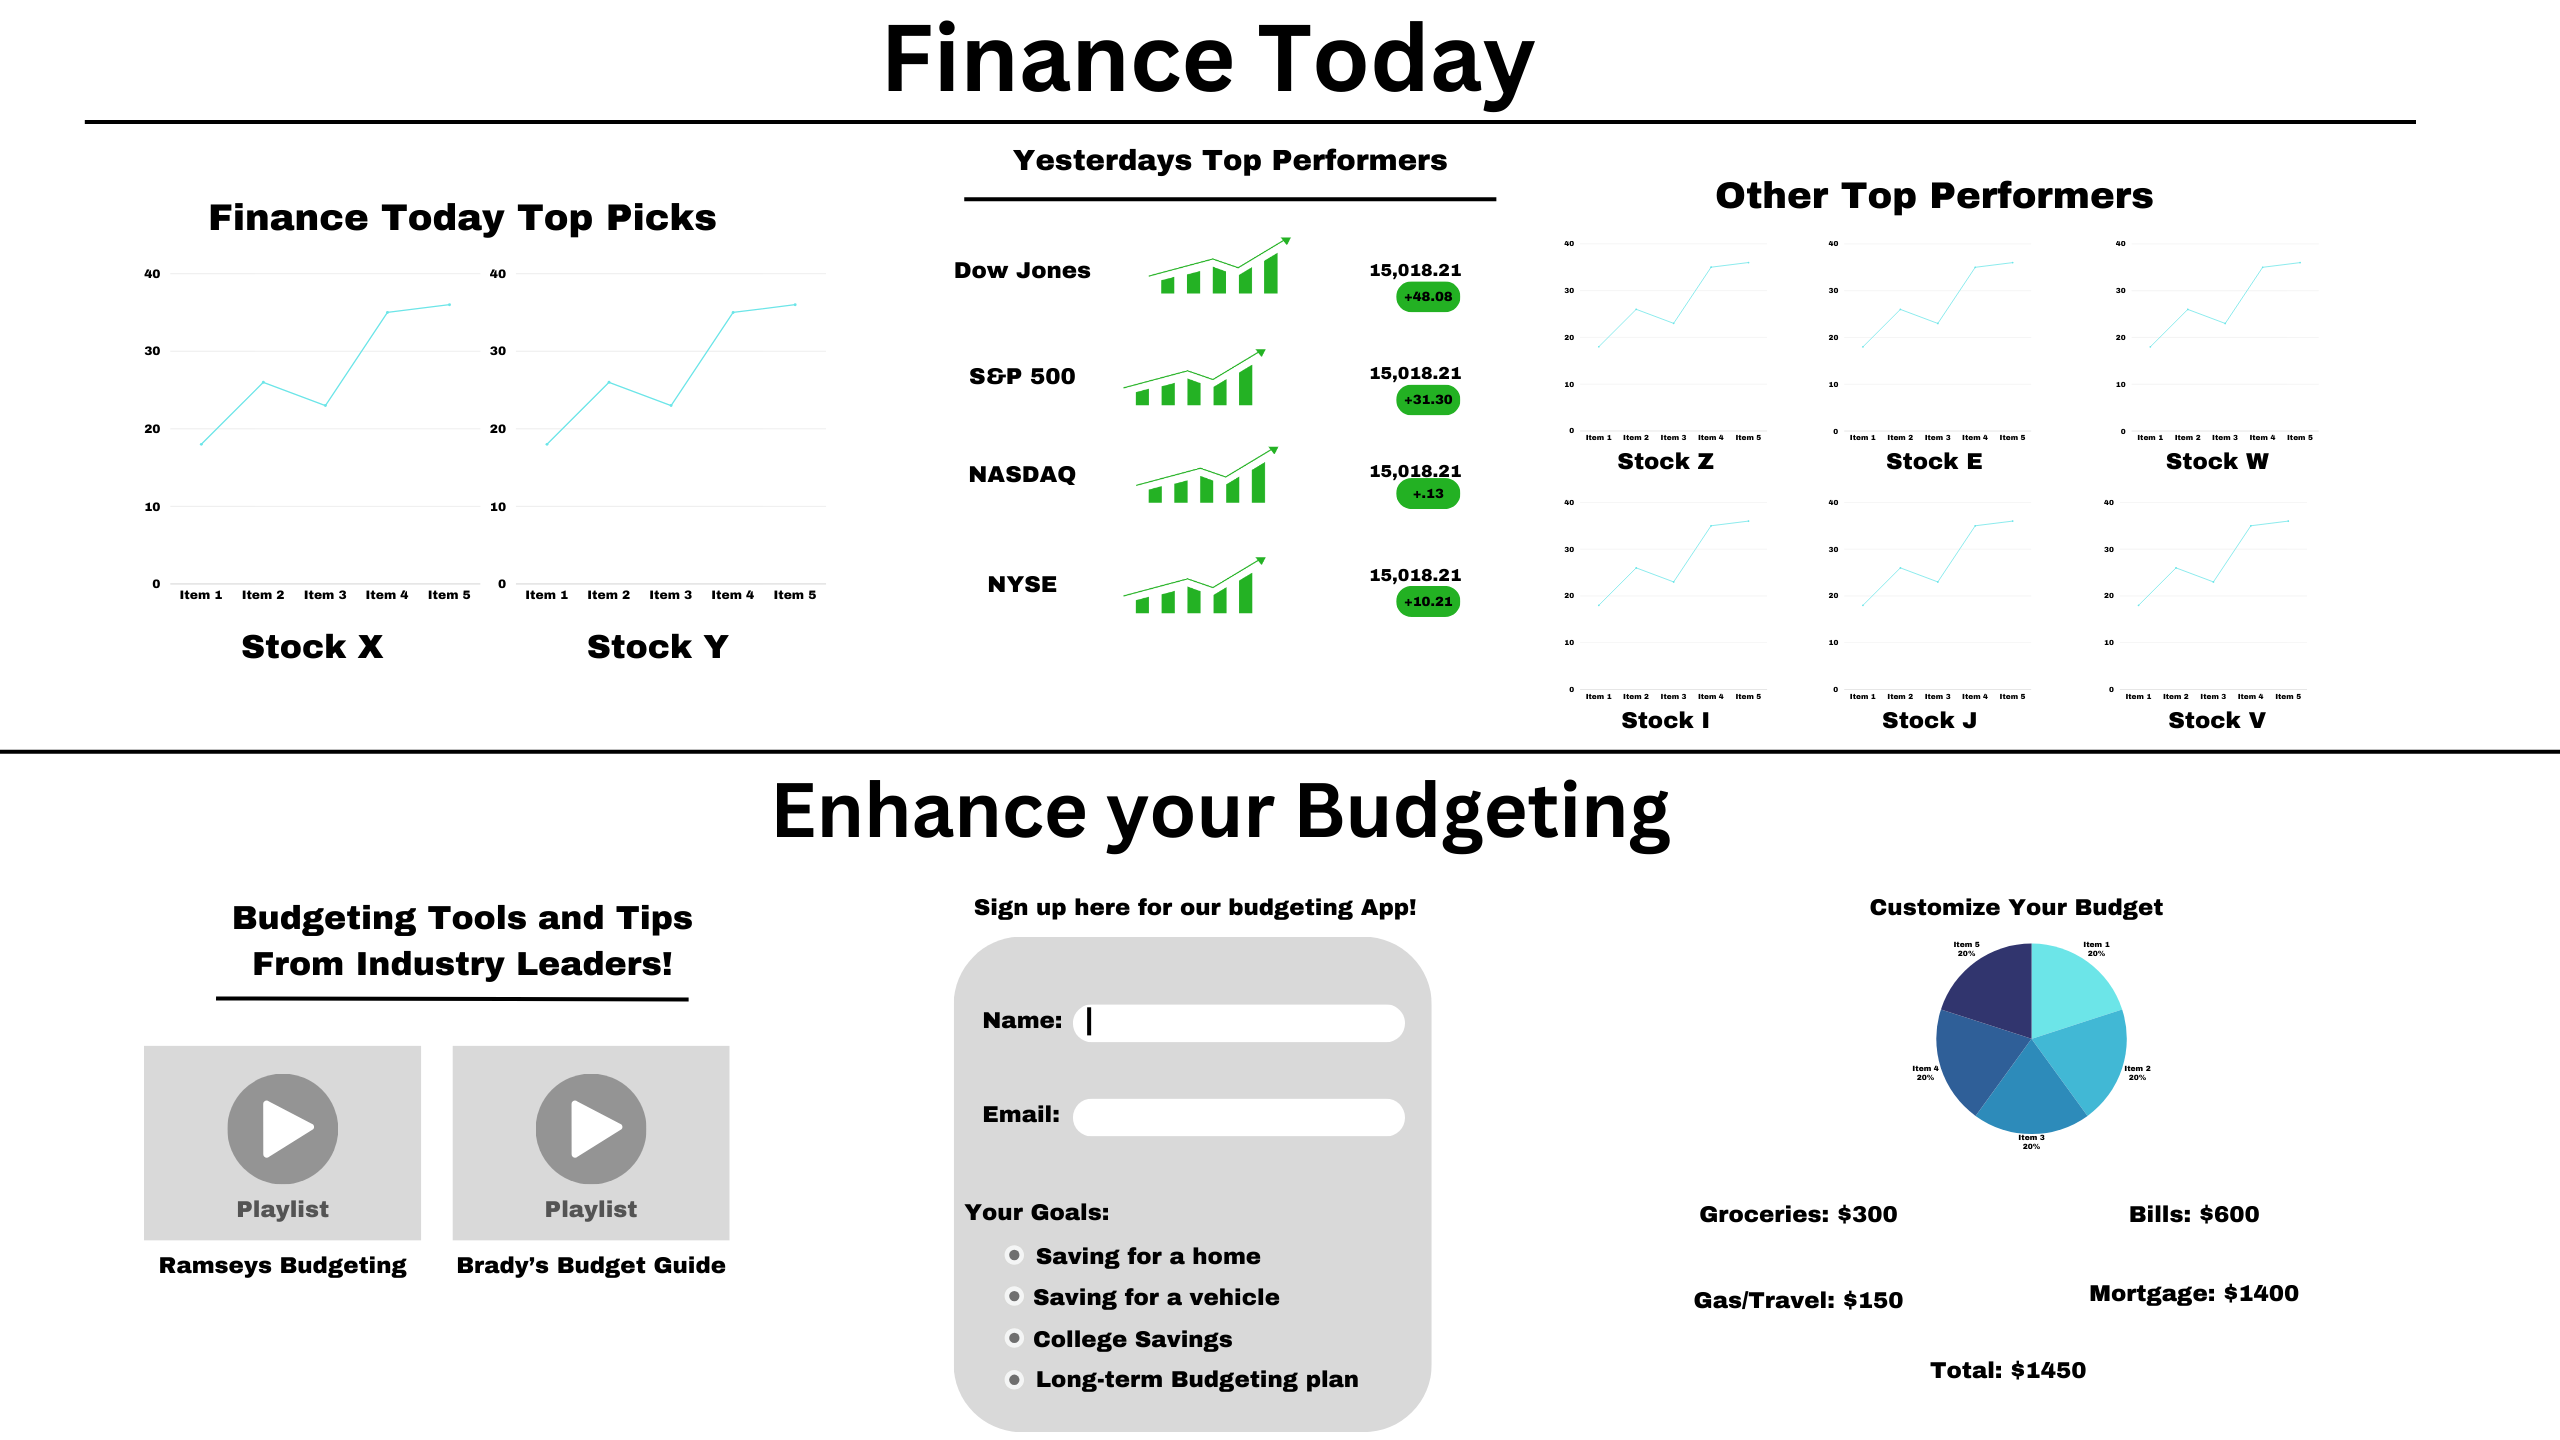 Finance Today
Finance Today Top Picks
40
30
20
10
0
Item 1 Item 2 Item 3 Item 4 Item 5
Stock X
40
30
20
10
0
Item 1 Item 2 Item 3 Item 4 Item 5
Stock Y
Yesterdays Top Performers
Dow Jones
15,018.21
+48.08
S&P 500
15,018.21
+31.30
NASDAQ
15,018.21
+.13
NYSE
15,018.21
+10.21
Other Top Performers
40
30
20
10
0
Item 1 Item 2 Item 3 Item 4 Item 5
Stock Z
40
30
20
10
0
Item 1 Item 2 Item 3 Item 4 Item 5
Stock E
40
30
20
10
0
Item 1 Item 2 Item 3 Item 4 Item 5
Stock W
40
30
20
10
0
Item 1 Item 2 Item 3 Item 4 Item 5
Stock I
40
30
20
10
0
Item 1 Item 2 Item 3 Item 4 Item 5
Stock J
40
30
20
10
0
Item 1 Item 2 Item 3 Item 4 Item 5
Stock V
Enhance your Budgeting
Budgeting Tools and Tips
From Industry Leaders!
Playlist
Ramseys Budgeting
Playlist
Brady’s Budget Guide
Sign up here for our budgeting App!
Name:
Email:
Your Goals:
Saving for a home
Saving for a vehicle
College Savings
Long-term Budgeting plan
Customize Your Budget
Item 5
20%
Item 1
20%
Item 4
20%
Item 2
20%
Item 3
20%
Groceries: $300
Bills: $600
Gas/Travel: $150
Mortgage: $1400
Total: $1450